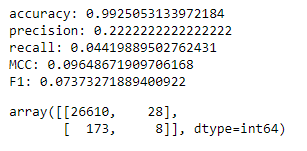 accuracy: 0.9925053133972184
precision: 0.2222222222222222
recall: 0.04419889502762431
MCC: 0.09648671909706168
F1: 0.07373271889400922
array([[26610,    28],
       [  173,     8]], dtype=int64)